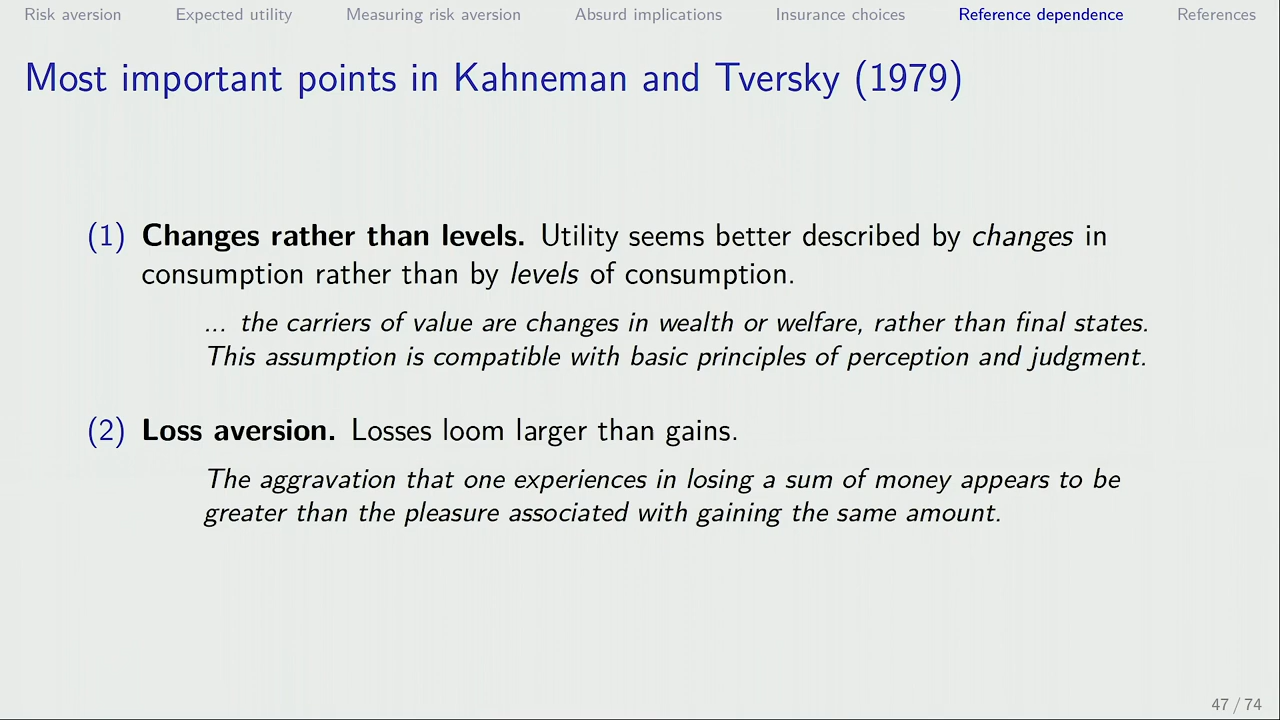 Risk aversion Expected utility Measuring risk aversion Absurd implications Insurance choices Reference dependence References
Most important points in Kahneman and Tversky (1979)
(1) Changes rather than levels. Utility seems better described by changes in
consumption rather than by levels of consumption.
... the carriers of value are changes in wealth or welfare, rather than final states.
This assumption is compatible with basic principles of perception and judgment.
(2) Loss aversion. Losses loom larger than gains.
The aggravation that one experiences in losing a sum of money appears to be
greater than the pleasure associated with gaining the same amount.
47 / 74